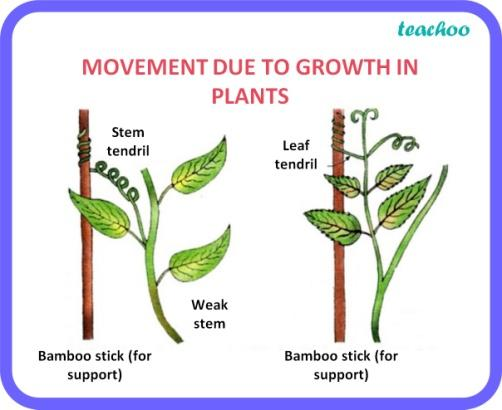 teachoo
MOVEMENT DUE TO GROWTH IN
PLANTS
Stem
tendril
Leaf
tendril
Weak
stem
Bamboo stick (for
support)
Bamboo stick (for
support)